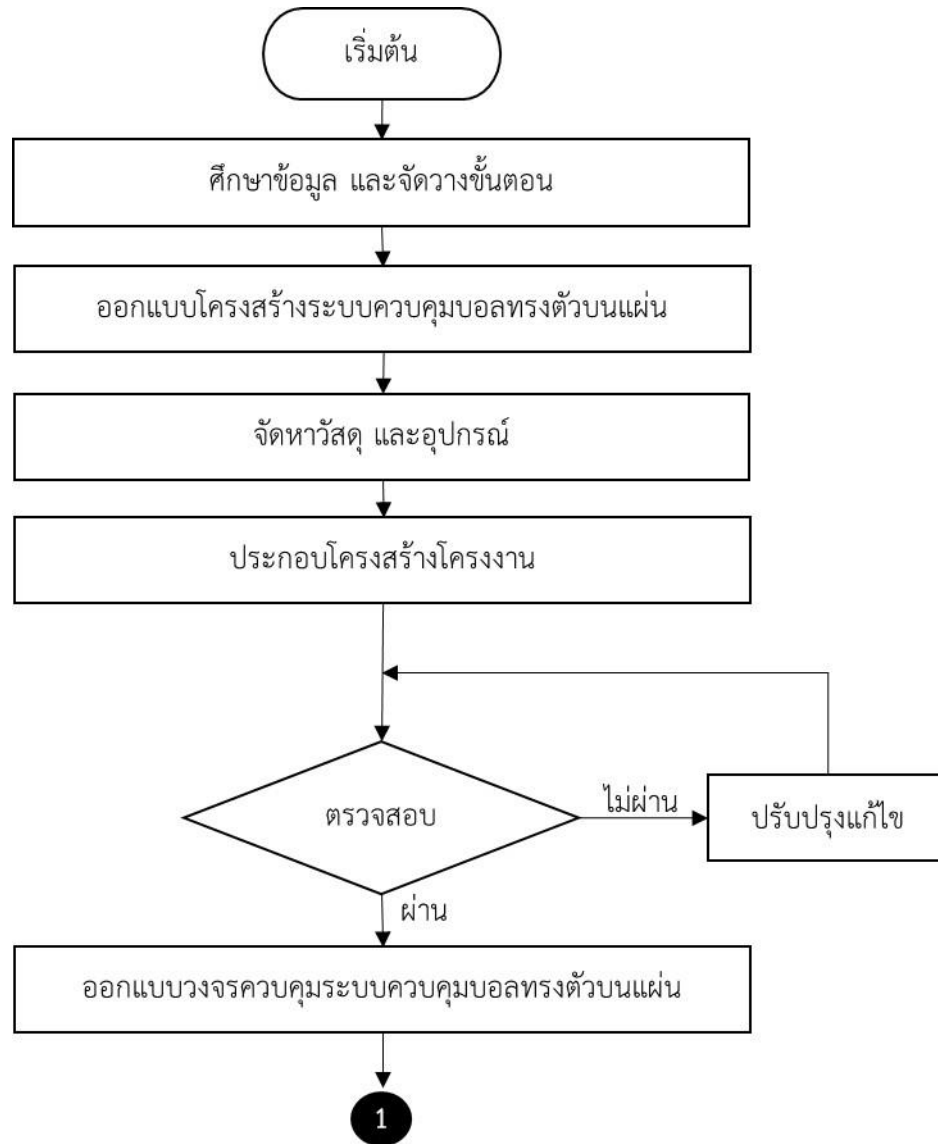 เริ่มต้น
ศึกษาข้อมูล และจัดวางขั้นตอน
ออกแบบโครงสร้างระบบควบคุมบอลทรงตัวบนแผ่น
จัดหาวัสดุ และอุปกรณ์
ประกอบโครงสร้างโครงงาน
ตรวจสอบ
ไม่ผ่าน
ปรับปรุงแก้ไข
ผ่าน
ออกแบบวงจรควบคุมระบบควบคุมบอลทรงตัวบนแผ่น
1